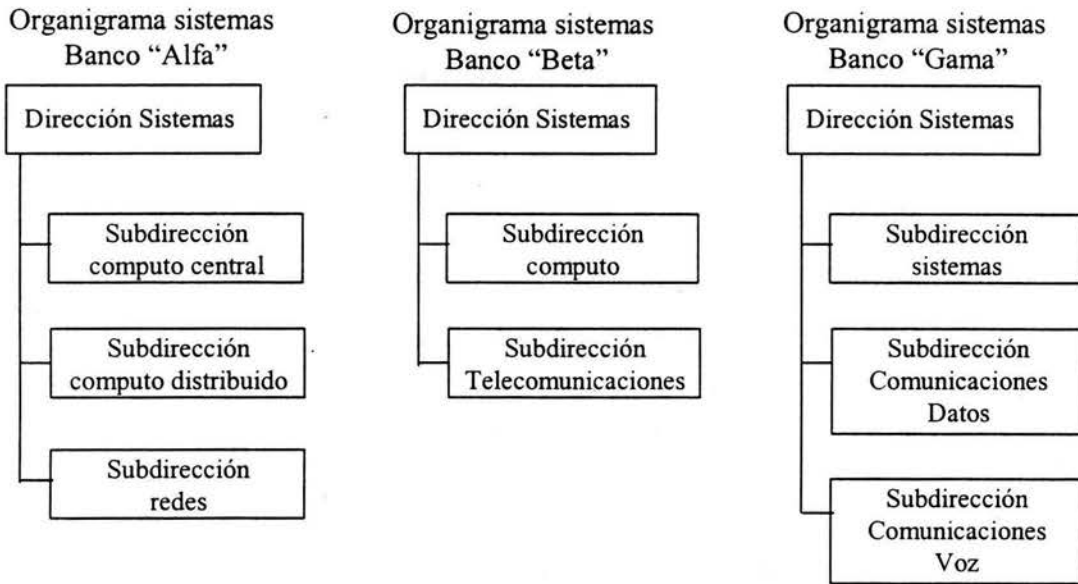 Organigrama sistemas
Banco “Alfa”
Dirección Sistemas
Subdirección
computo central
Subdirección
computo distribuido
Subdirección
redes
Organigrama sistemas
Banco “Beta”
Dirección Sistemas
Subdirección
computo
Subdirección
Telecomunicaciones
Organigrama sistemas
Banco “Gama”
Dirección Sistemas
Subdirección
sistemas
Subdirección
Comunicaciones
Datos
Subdirección
Comunicaciones
Voz